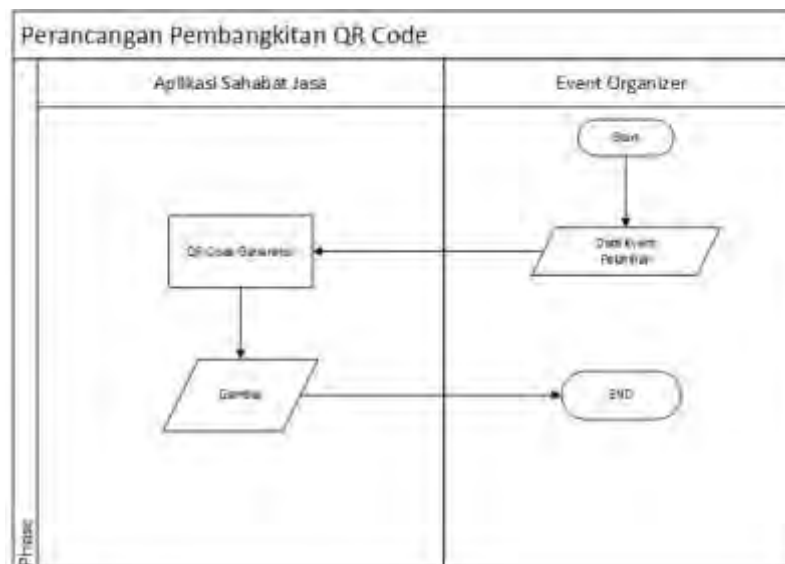 Perancangan Pembangkitan QR Code
Aplikasi Sahabat Jasa
Event Organizer
Start
Data Event
Pelatihan
QR Code Generator
Gambar
END
Phase